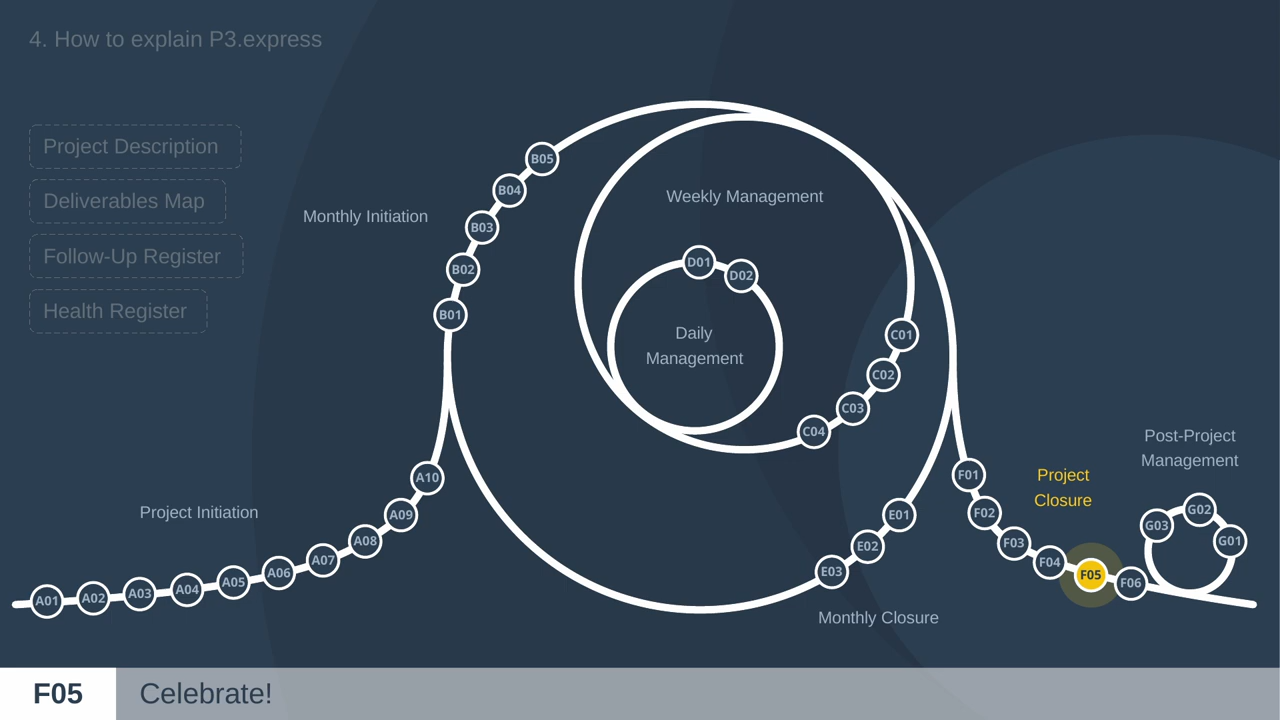 4. How to explain P3.express
Project Description
Deliverables Map
Follow-Up Register
Health Register
Monthly Initiation
B05
B04
B03
B02
B01
Weekly Management
D01
D02
Daily
Management
C01
C02
C03
C04
Project Initiation
A01
A02
A03
A04
A05
A06
A07
A08
A09
A10
E01
E02
E03
Monthly Closure
Project
Closure
F01
F02
F03
F04
F05
F06
Post-Project
Management
G03
G02
G01
F05
Celebrate!